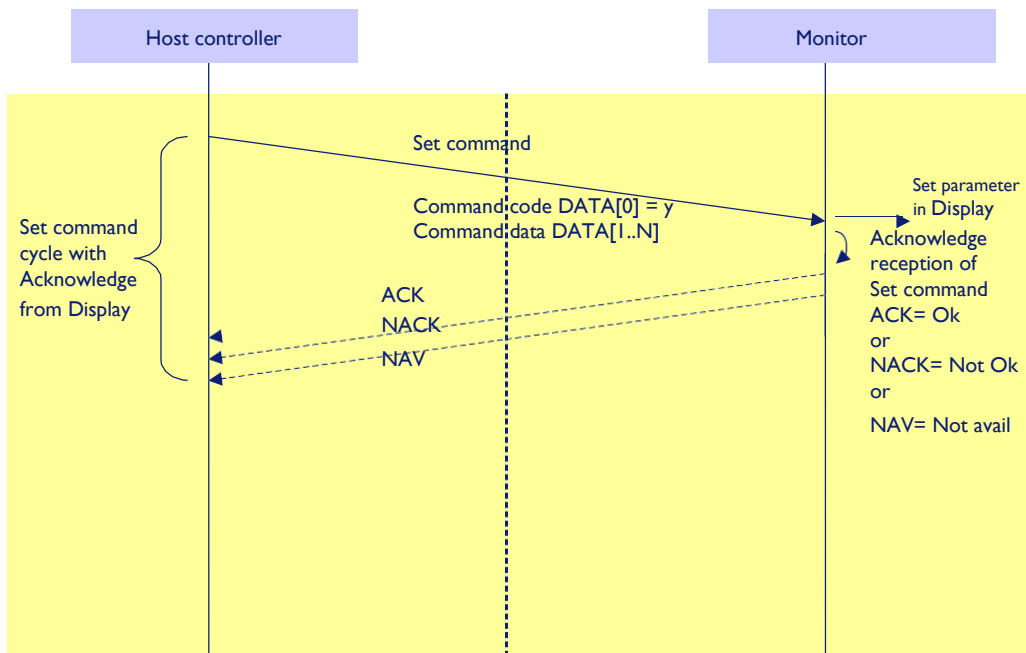 Host controller
Monitor
Set command
Set parameter
in Display
Command code DATA[0] = y
Command data DATA[1..N]
Set command
cycle with
Acknowledge
from Display
Acknowledge
reception of
Set command
ACK= Ok
or
NACK= Not Ok
or
NAV= Not avail
ACK
NACK
NAV